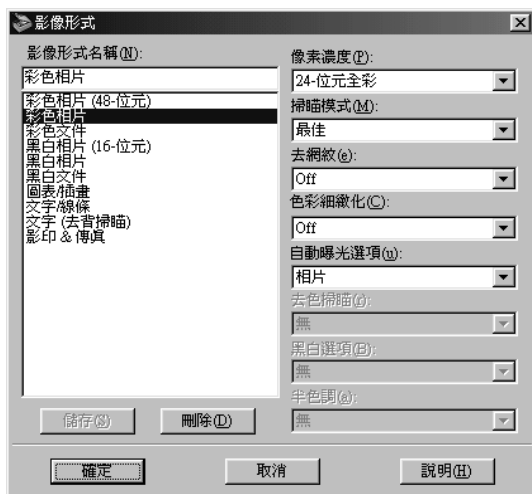 影像形式
影像形式名稱(N):
彩色相片
彩色相片 (48-位元)
彩色相片
彩色文件
黑白相片 (16-位元)
黑白相片
黑白文件
圖表/插畫
文字/線條
文字 (去背掃瞄)
影印 & 傳真
儲存(S)
刪除(D)
像素濃度(P):
24-位元全彩
掃瞄模式(M):
最佳
去網紋(e):
Off
色彩細緻化(C):
Off
自動曝光選項(u):
相片
去色掃瞄(r):
無
黑白選項(B):
無
半色調(a):
無
確定
取消
說明(H)